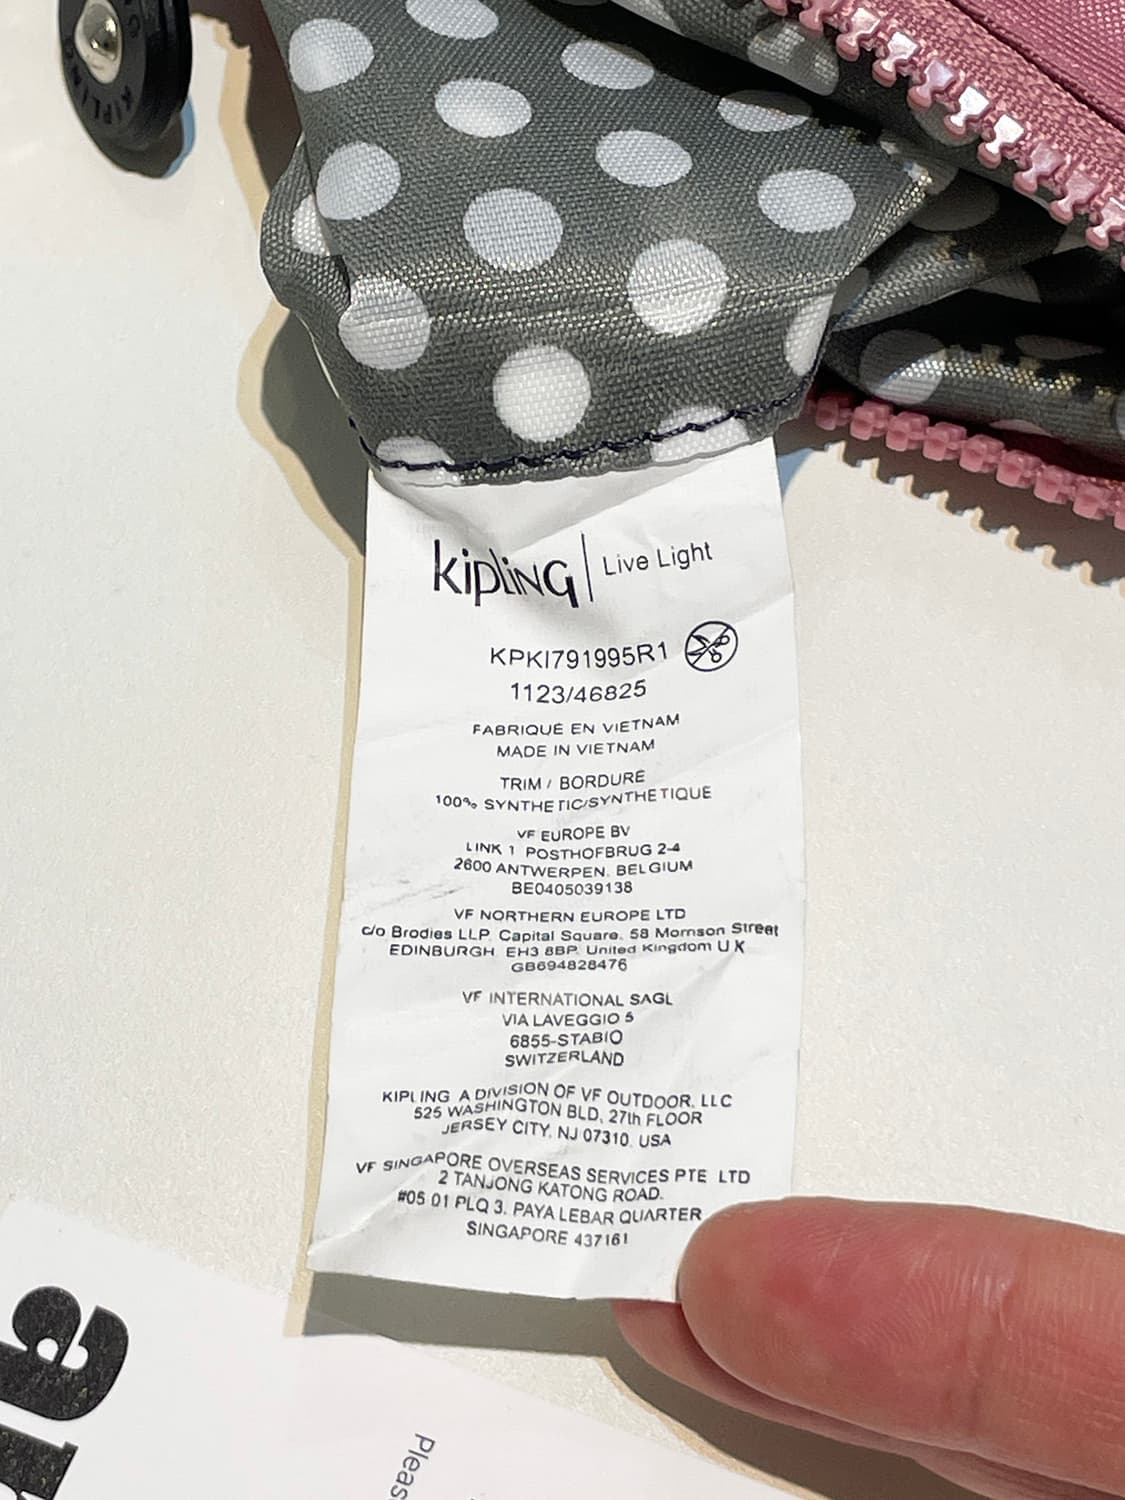 KIPLING
kipling | Live Light
KPKI791995R1
1123/46825
FABRIQUÉ EN VIETNAM
MADE IN VIETNAM
TRIM / BORDURE
100% SYNTHETIC/SYNTHETIQUE
VF EUROPE BV
LINK 1 POSTHOFBRUG 2-4
2600 ANTWERPEN. BELGIUM
BE0405039138
VF NORTHERN EUROPE LTD
c/o Brodies LLP, Capital Square, 58 Morrison Street
EDINBURGH EH3 8BP. United Kingdom U K
GB694828476
VF INTERNATIONAL SAGL
VIA LAVEGGIO 5
6855-STABIO
SWITZERLAND
KIPLING A DIVISION OF VF OUTDOOR, LLC
525 WASHINGTON BLD, 27th FLOOR
JERSEY CITY, NJ 07310 USA
VF SINGAPORE OVERSEAS SERVICES PTE LTD
2 TANJONG KATONG ROAD.
#05 01 PLQ 3. PAYA LEBAR QUARTER
SINGAPORE 437161